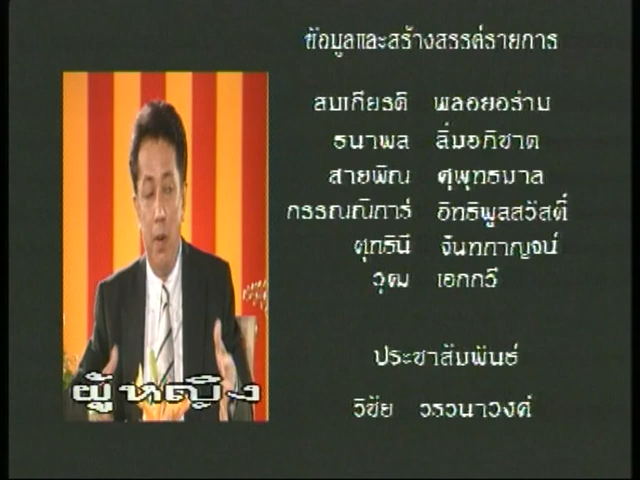 ข้อมูลและสร้างสรรค์รายการ
สมเกียรติ พลอยอร่าม
ธนาพล ลิ่มอภิชาต
สายพิณ ศุพุทธมาล
กรรณณิการ์ อิทธิพูลสวัสดิ์
ศุทธินี จันทกาญจน์
วุฒ เอกกวี
ประชาสัมพันธ์
วิชัย วรวนาวงศ์
ผู้หญิง